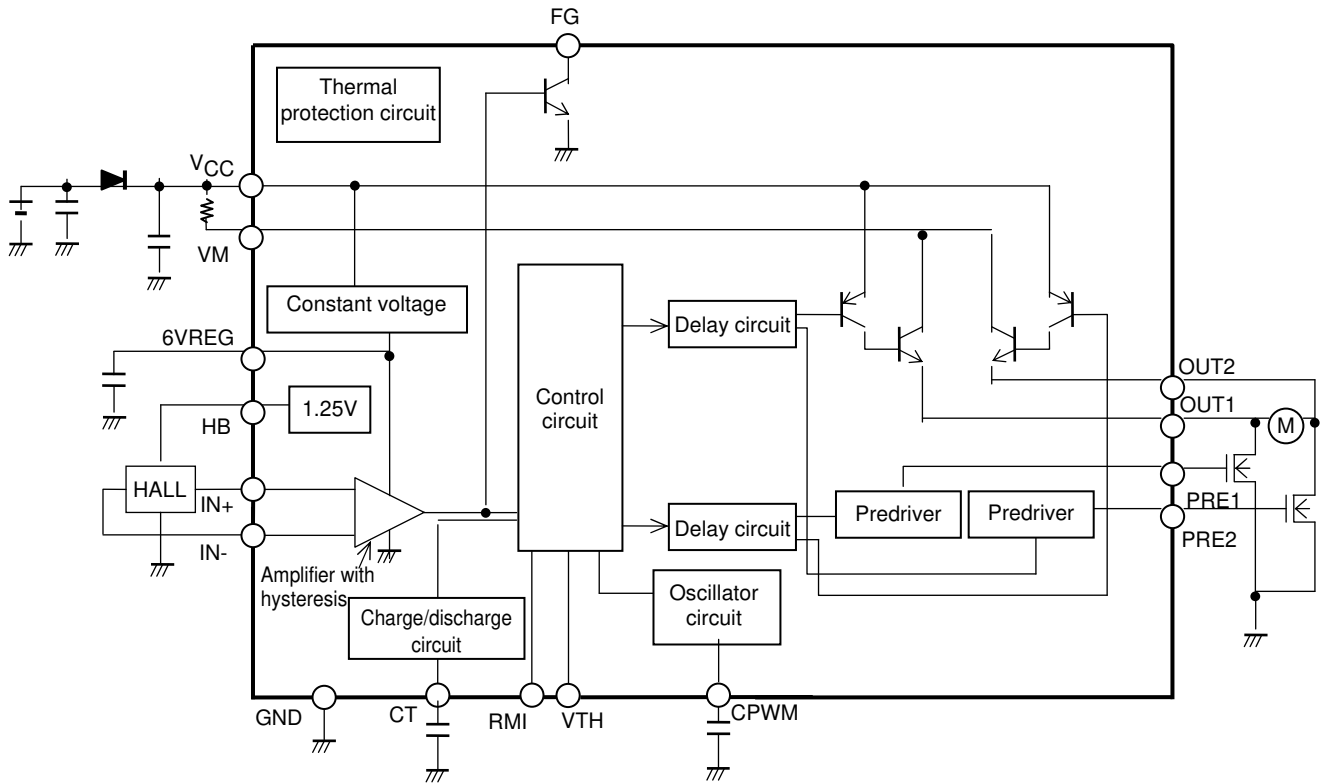 FG
Thermal
protection circuit
VCC
VM
Constant voltage
6VREG
Delay circuit
1.25V
HB
Control
circuit
OUT2
OUT1
M
HALL
IN+
IN-
Delay circuit
Predriver
Predriver
PRE1
PRE2
Amplifier with
hysteresis
Charge/discharge
circuit
Oscillator
circuit
GND
CT
RMI
VTH
CPWM